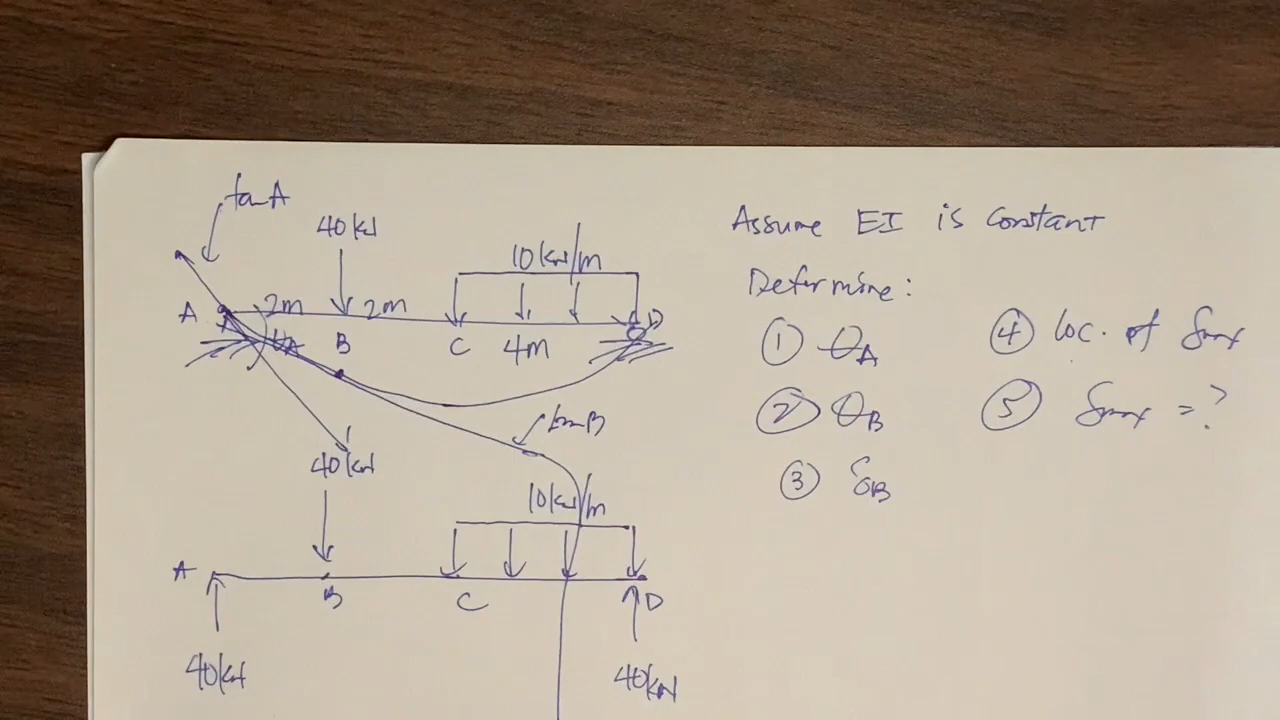 tan A
40 kN
10 kN/m
A 2m 2m D
θA B C 4m
tan B
40 kN
10 kN/m
A
B C D
40 kN 40 kN
Assume EI is constant
Determine:
① θA
② θB
③ δB
④ loc. of δmax
⑤ δmax = ?